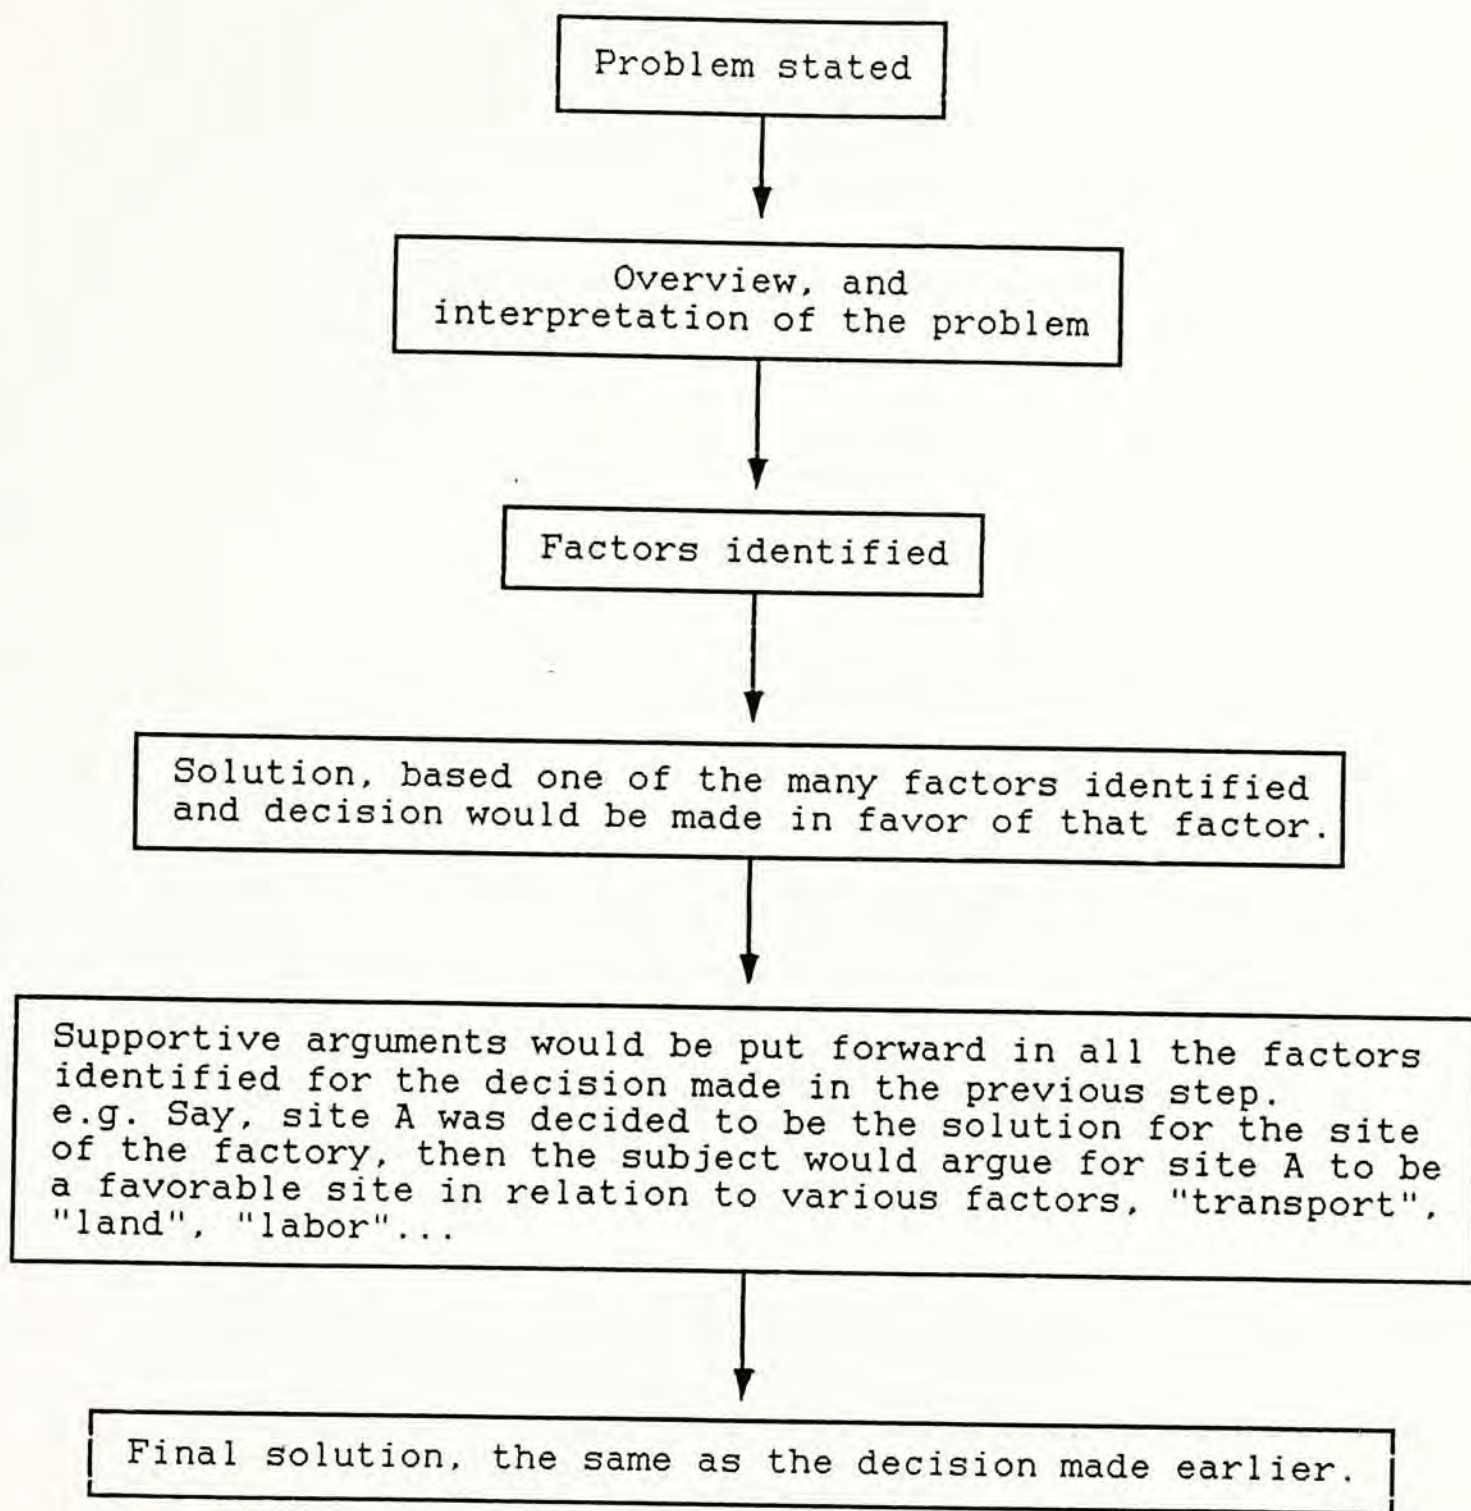 Problem stated
Overview, and
interpretation of the problem
Factors identified
Solution, based one of the many factors identified
and decision would be made in favor of that factor.
Supportive arguments would be put forward in all the factors
identified for the decision made in the previous step.
e.g. Say, site A was decided to be the solution for the site
of the factory, then the subject would argue for site A to be
a favorable site in relation to various factors, "transport",
"land", "labor"...
Final solution, the same as the decision made earlier.